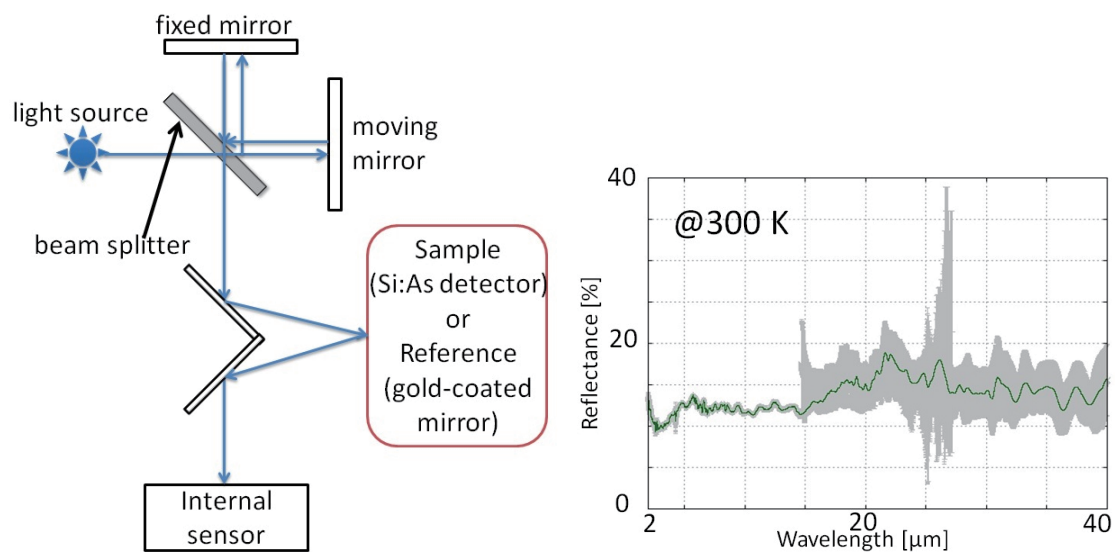 fixed mirror
light source
moving
mirror
beam splitter
Sample
(Si:As detector)
or
Reference
(gold-coated
mirror)
Internal
sensor
40
@300 K
20
0
Reflectance [%]
2
20
40
Wavelength [μm]